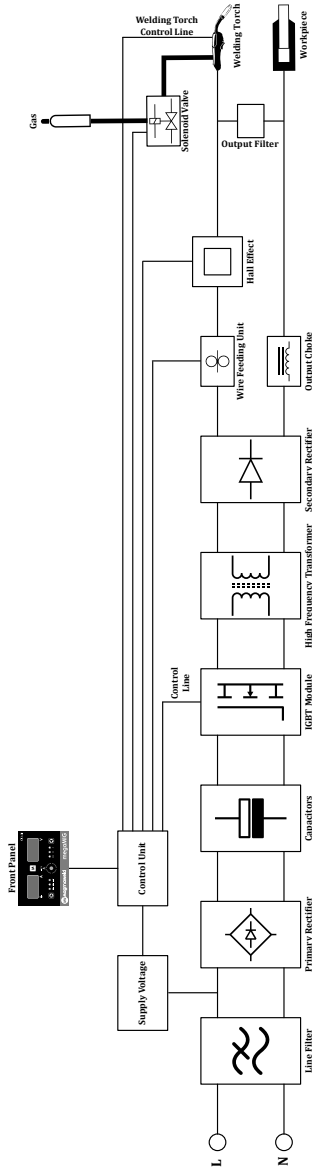 Front Panel
Gas
Welding Torch
Control Line
Solenoid Valve
Welding Torch
Workpiece
Output Filter
Hall Effect
Wire Feeding Unit
Output Choke
Secondary Rectifier
High Frequency Transformer
Control
Line
IGBT Module
Capacitors
Control Unit
Supply Voltage
Primary Rectifier
Line Filter
L
N